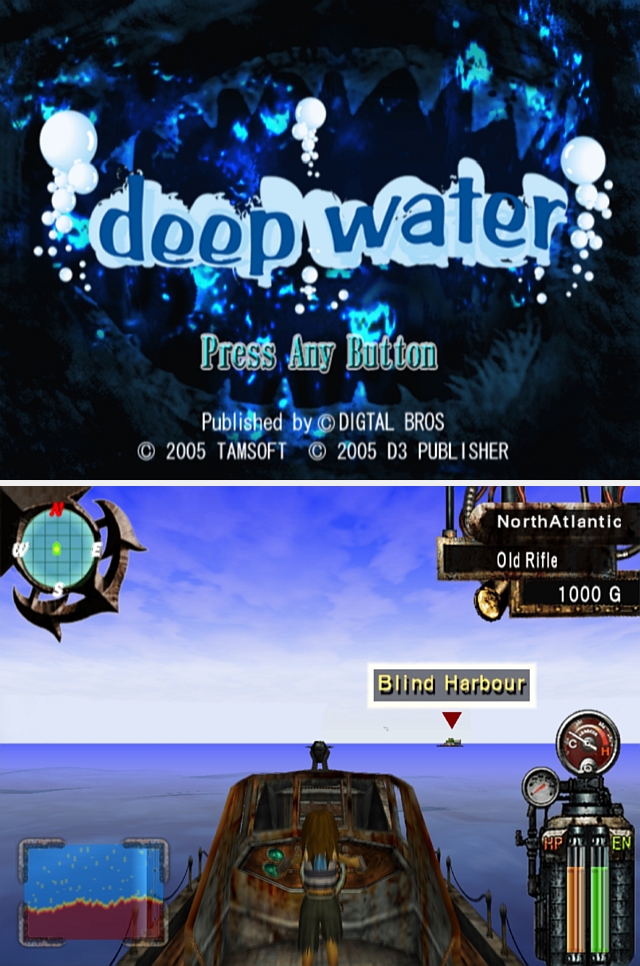 deep water
Press Any Button
Published by © DIGTAL BROS
© 2005 TAMSOFT © 2005 D3 PUBLISHER
N
W E
S
NorthAtlantic
Old Rifle
1000 G
Blind Harbour
C H
HP EN